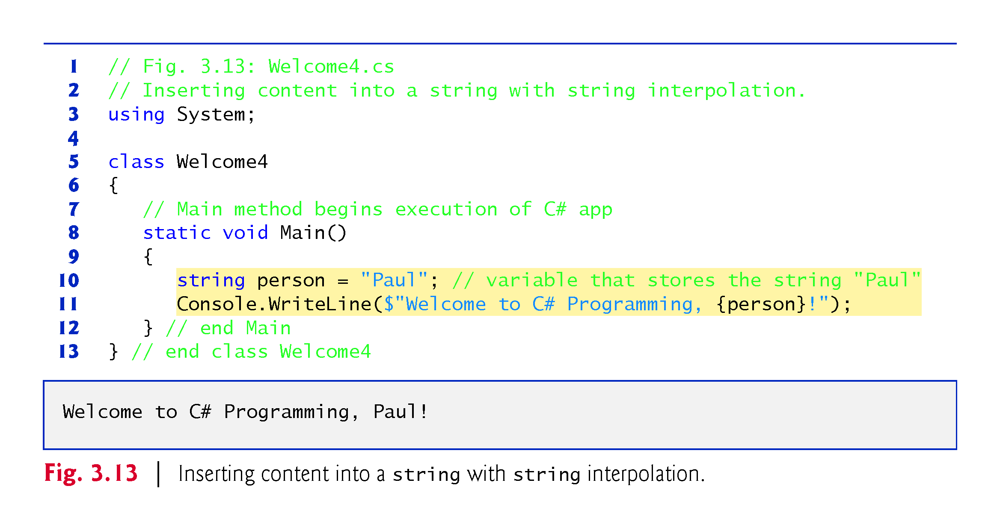 1 // Fig. 3.13: Welcome4.cs
2 // Inserting content into a string with string interpolation.
3 using System;
4
5 class Welcome4
6 {
7 // Main method begins execution of C# app
8 static void Main()
9 {
10 string person = "Paul"; // variable that stores the string "Paul"
11 Console.WriteLine($"Welcome to C# Programming, {person}!");
12 } // end Main
13 } // end class Welcome4
Welcome to C# Programming, Paul!
Fig. 3.13 | Inserting content into a string with string interpolation.